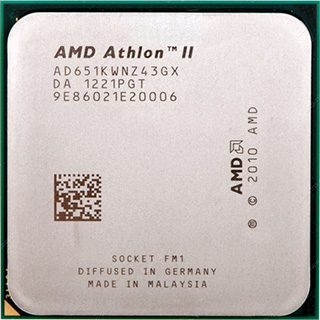 AMD Athlon™ II
AD651KWNZ43GX
DA 1221PGT
9E86021E20006
AMD
© 2010 AMD
SOCKET FM1
DIFFUSED IN GERMANY
MADE IN MALAYSIA